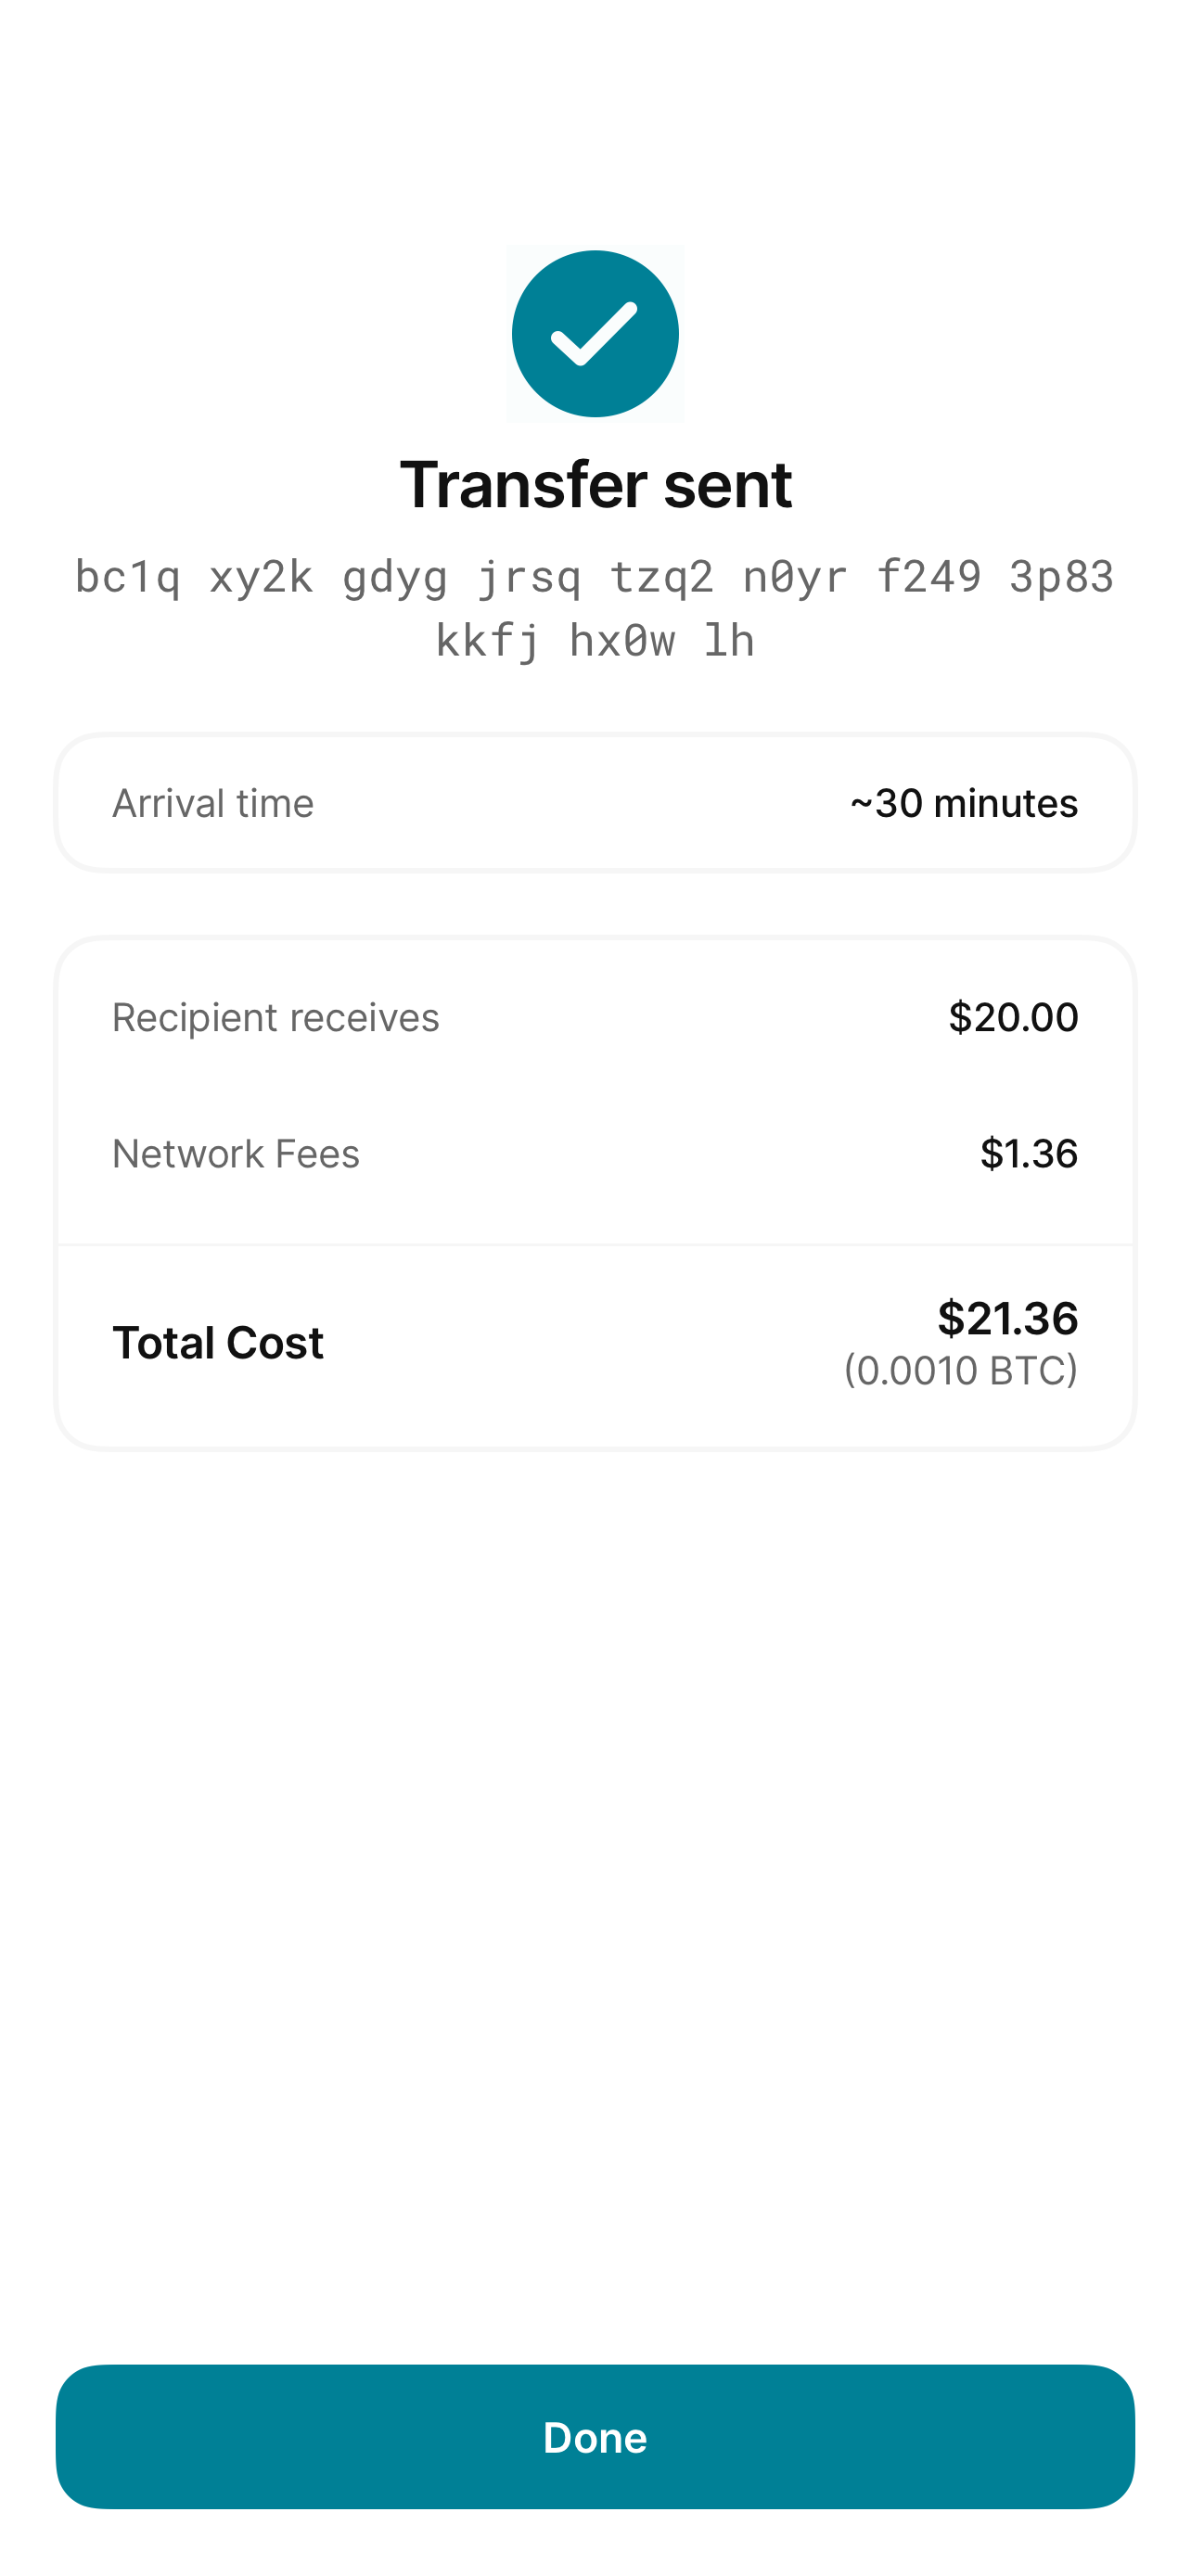 Transfer sent
bc1q xy2k gdyg jrsq tzq2 n0yr f249 3p83
kkfj hx0w lh
Arrival time ~30 minutes
Recipient receives $20.00
Network Fees $1.36
Total Cost $21.36
(0.0010 BTC)
Done